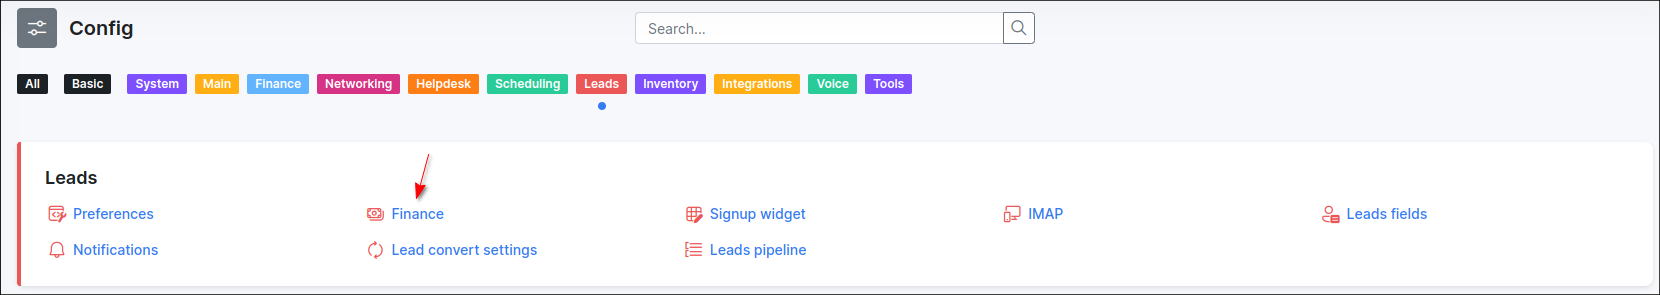 Config
Search...
All Basic System Main Finance Networking Helpdesk Scheduling Leads Inventory Integrations Voice Tools
Leads
Preferences Finance Signup widget IMAP Leads fields
Notifications Lead convert settings Leads pipeline